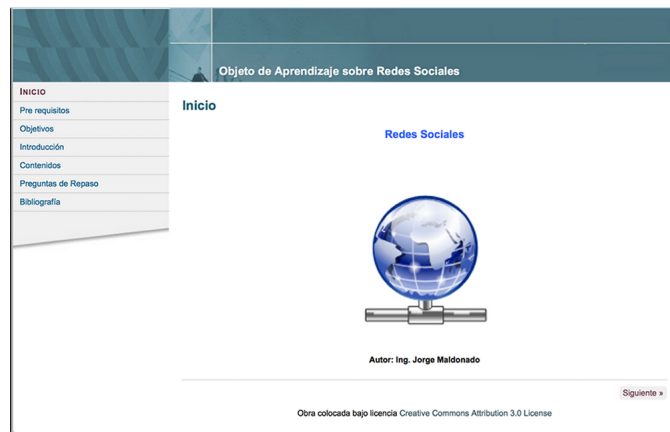 Objeto de Aprendizaje sobre Redes Sociales
INICIO
Pre requisitos
Objetivos
Introducción
Contenidos
Preguntas de Repaso
Bibliografía
Inicio
Redes Sociales
Autor: Ing. Jorge Maldonado
Siguiente »
Obra colocada bajo licencia Creative Commons Attribution 3.0 License